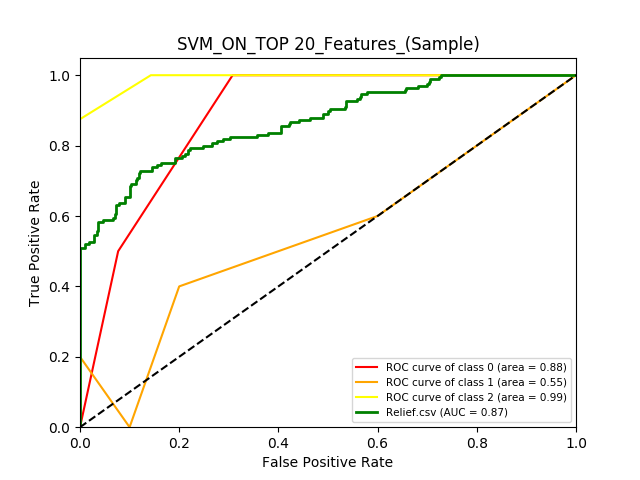 SVM_ON_TOP 20_Features_(Sample)
True Positive Rate
1.0
0.8
0.6
0.4
0.2
0.0
ROC curve of class 0 (area = 0.88)
ROC curve of class 1 (area = 0.55)
ROC curve of class 2 (area = 0.99)
Relief.csv (AUC = 0.87)
0.0 0.2 0.4 0.6 0.8 1.0
False Positive Rate